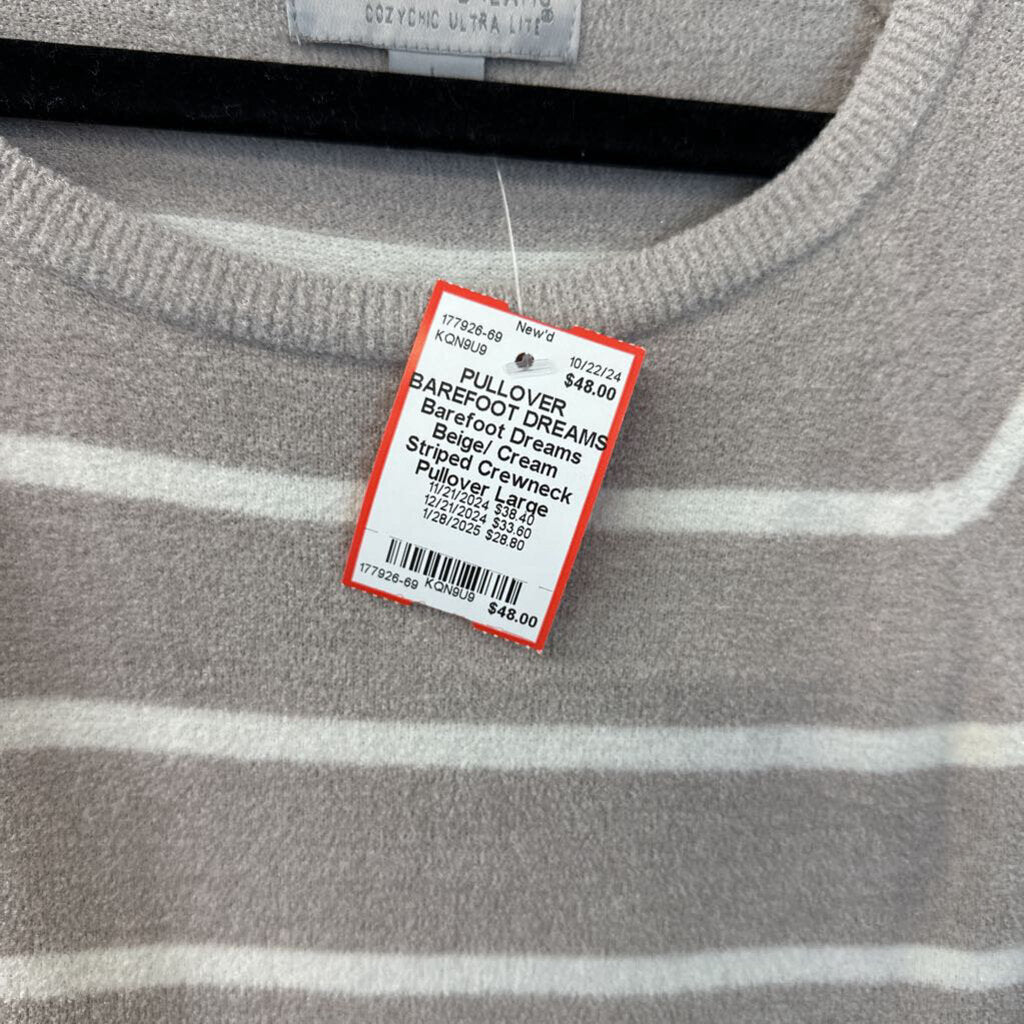 COZYCHIC ULTRA LITE®
L
177926-69
New'd
KQN9U9
10/22/24
$48.00
PULLOVER
BAREFOOT DREAMS
Barefoot Dreams
Beige/ Cream
Striped Crewneck
Pullover Large
11/21/2024 $38.40
12/21/2024 $33.60
1/28/2025 $28.80
177926-69 KQN9U9 $48.00